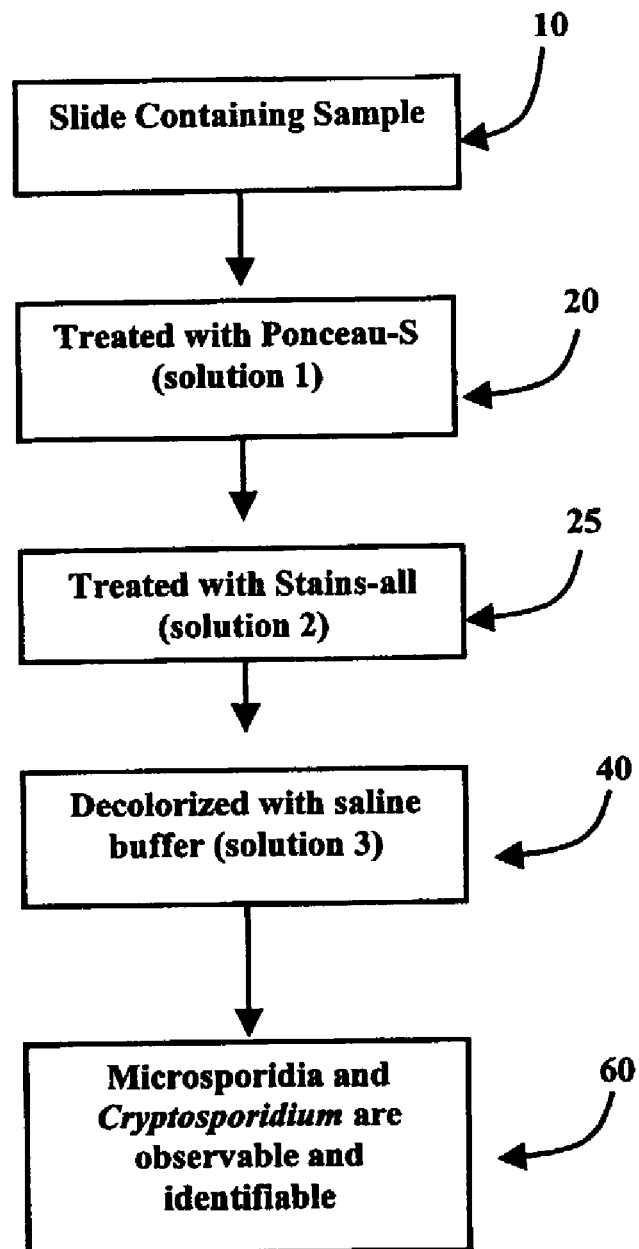 10
Slide Containing Sample
20
Treated with Ponceau-S
(solution 1)
25
Treated with Stains-all
(solution 2)
40
Decolorized with saline
buffer (solution 3)
60
Microsporidia and
Cryptosporidium are
observable and
identifiable